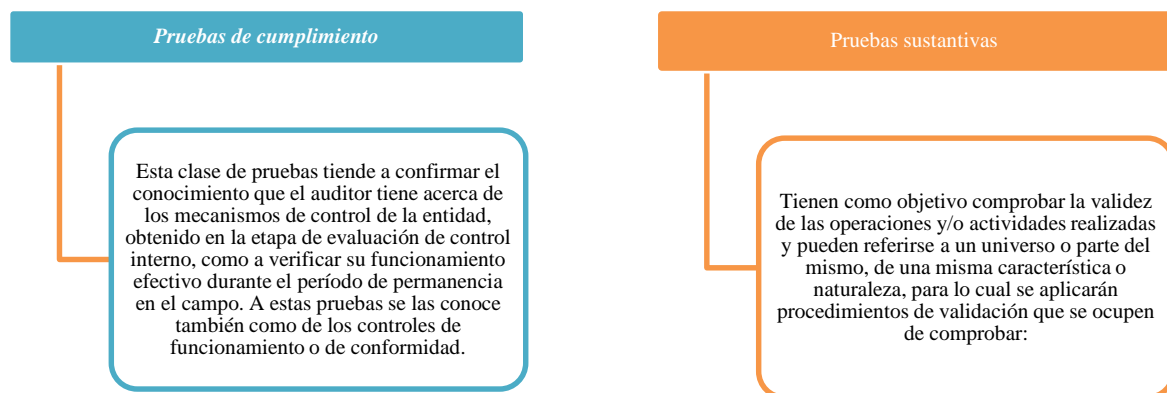 Pruebas de cumplimiento
Esta clase de pruebas tiende a confirmar el
conocimiento que el auditor tiene acerca de
los mecanismos de control de la entidad,
obtenido en la etapa de evaluación de control
interno, como a verificar su funcionamiento
efectivo durante el período de permanencia
en el campo. A estas pruebas se las conoce
también como de los controles de
funcionamiento o de conformidad.
Pruebas sustantivas
Tienen como objetivo comprobar la validez
de las operaciones y/o actividades realizadas
y pueden referirse a un universo o parte del
mismo, de una misma característica o
naturaleza, para lo cual se aplicarán
procedimientos de validación que se ocupen
de comprobar: